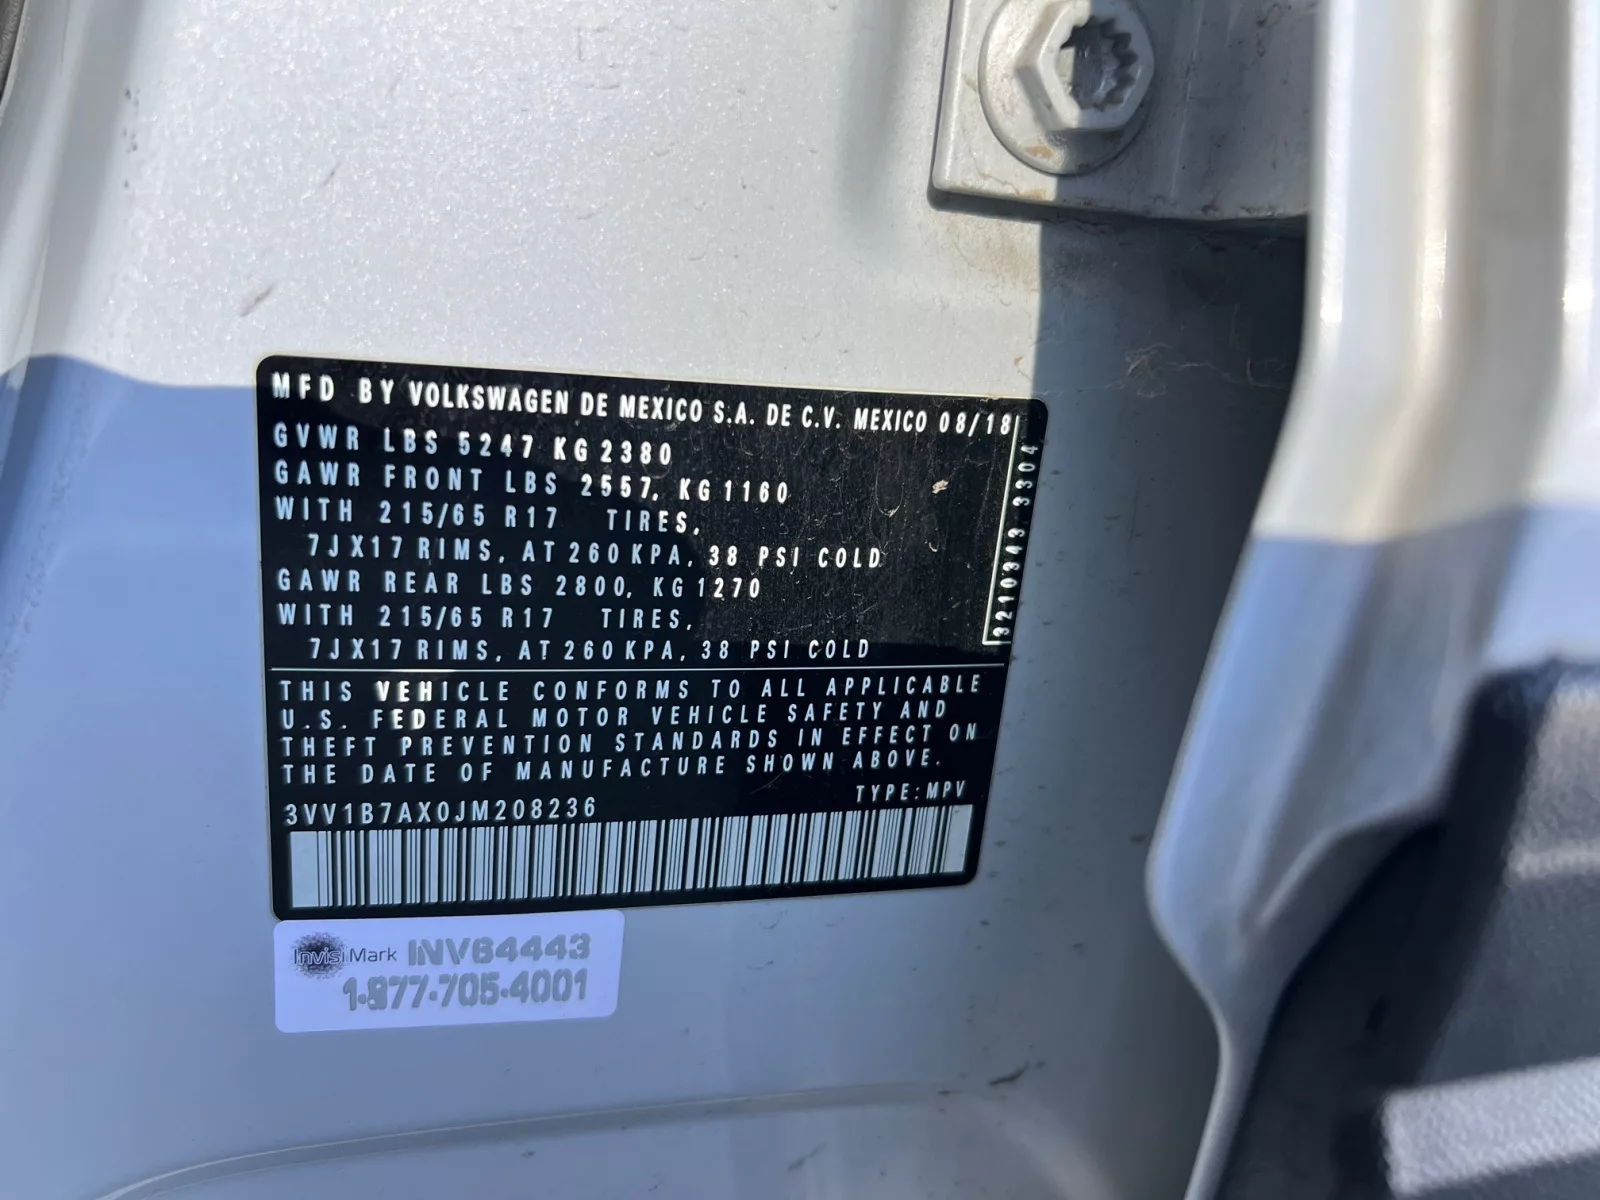 MFD BY VOLKSWAGEN DE MEXICO S.A. DE C.V. MEXICO 08/18
GVWR LBS 5247 KG 2380
GAWR FRONT LBS 2557, KG 1160
WITH 215/65 R17 TIRES,
7JX17 RIMS, AT 260 KPA, 38 PSI COLD
GAWR REAR LBS 2800, KG 1270
WITH 215/65 R17 TIRES,
7JX17 RIMS, AT 260 KPA, 38 PSI COLD
3210343 3304
THIS VEHICLE CONFORMS TO ALL APPLICABLE
U.S. FEDERAL MOTOR VEHICLE SAFETY AND
THEFT PREVENTION STANDARDS IN EFFECT ON
THE DATE OF MANUFACTURE SHOWN ABOVE.
TYPE: MPV
3VV1B7AX0JM208236
InvisiMark INV64443
1-877-705-4001